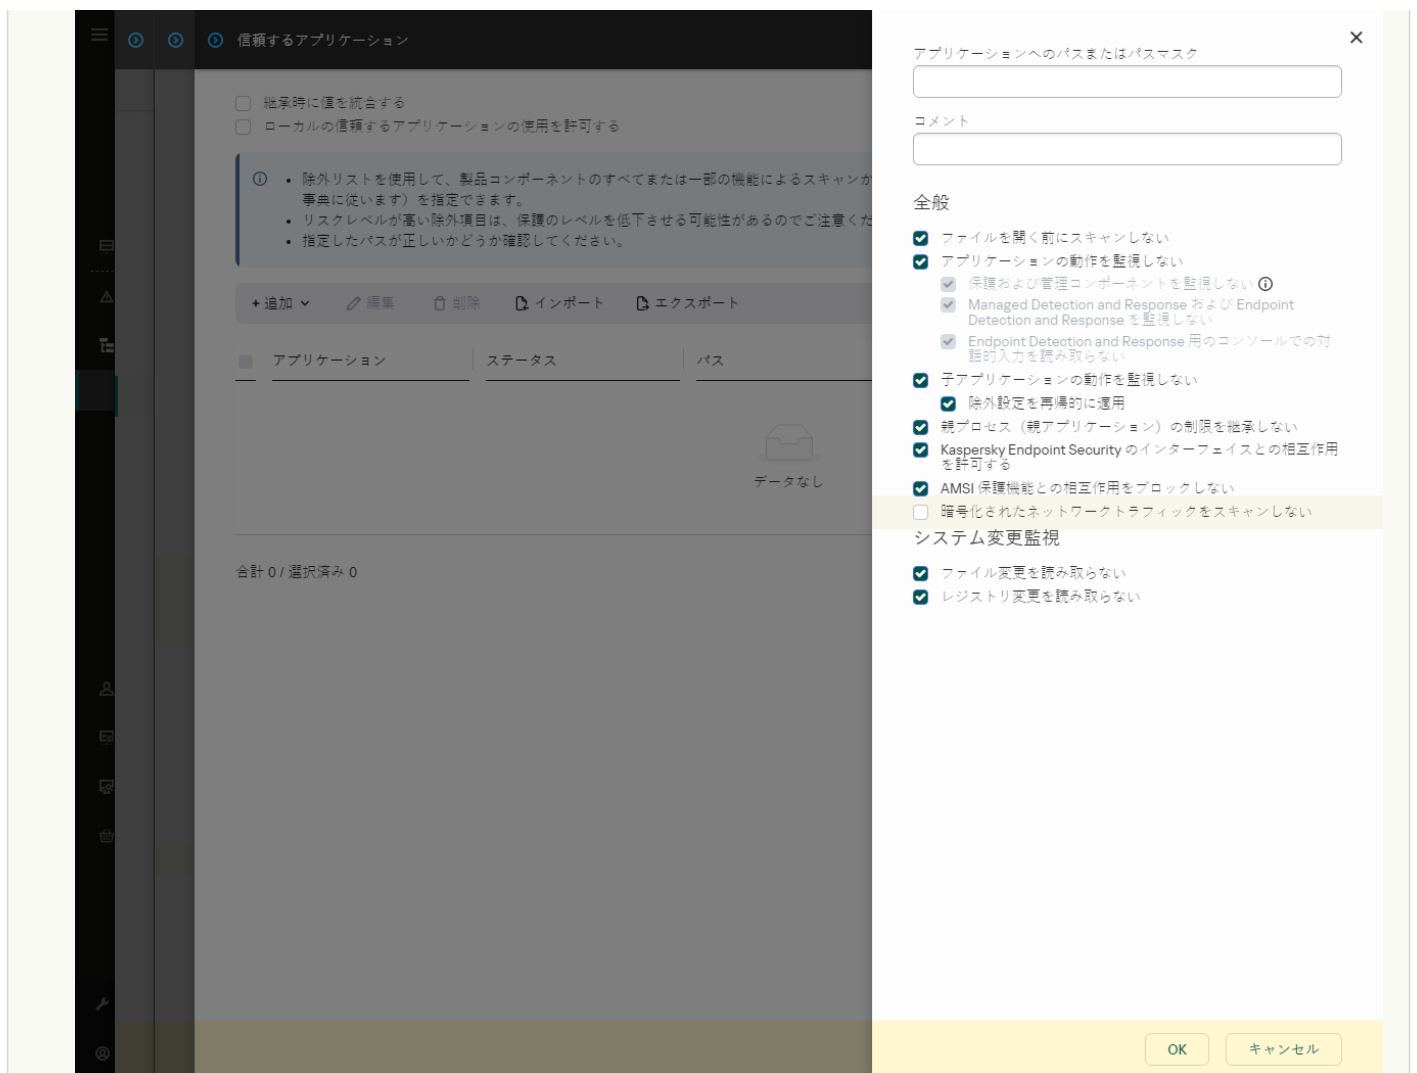 信頼するアプリケーション
継承時に値を統合する
ローカルの信頼するアプリケーションの使用を許可する
• 除外リストを使用して、製品コンポーネントのすべてまたは一部の機能によるスキャンか
事典に従います）を指定できます。
• リスクレベルが高い除外項目は、保護のレベルを低下させる可能性があるのでご注意くだ
• 指定したパスが正しいかどうか確認してください。
+ 追加 編集 削除 インポート エクスポート
アプリケーション ステータス パス
データなし
合計 0 / 選択済み 0
アプリケーションへのパスまたはパスマスク
コメント
全般
ファイルを開く前にスキャンしない
アプリケーションの動作を監視しない
保護および管理コンポーネントを監視しない
Managed Detection and Response および Endpoint
Detection and Response を監視しない
Endpoint Detection and Response 用のコンソールでの対
話的入力を読み取らない
子アプリケーションの動作を監視しない
除外設定を再帰的に適用
親プロセス（親アプリケーション）の制限を継承しない
Kaspersky Endpoint Security のインターフェイスとの相互作用
を許可する
AMSI 保護機能との相互作用をブロックしない
暗号化されたネットワークトラフィックをスキャンしない
システム変更監視
ファイル変更を読み取らない
レジストリ変更を読み取らない
OK キャンセル